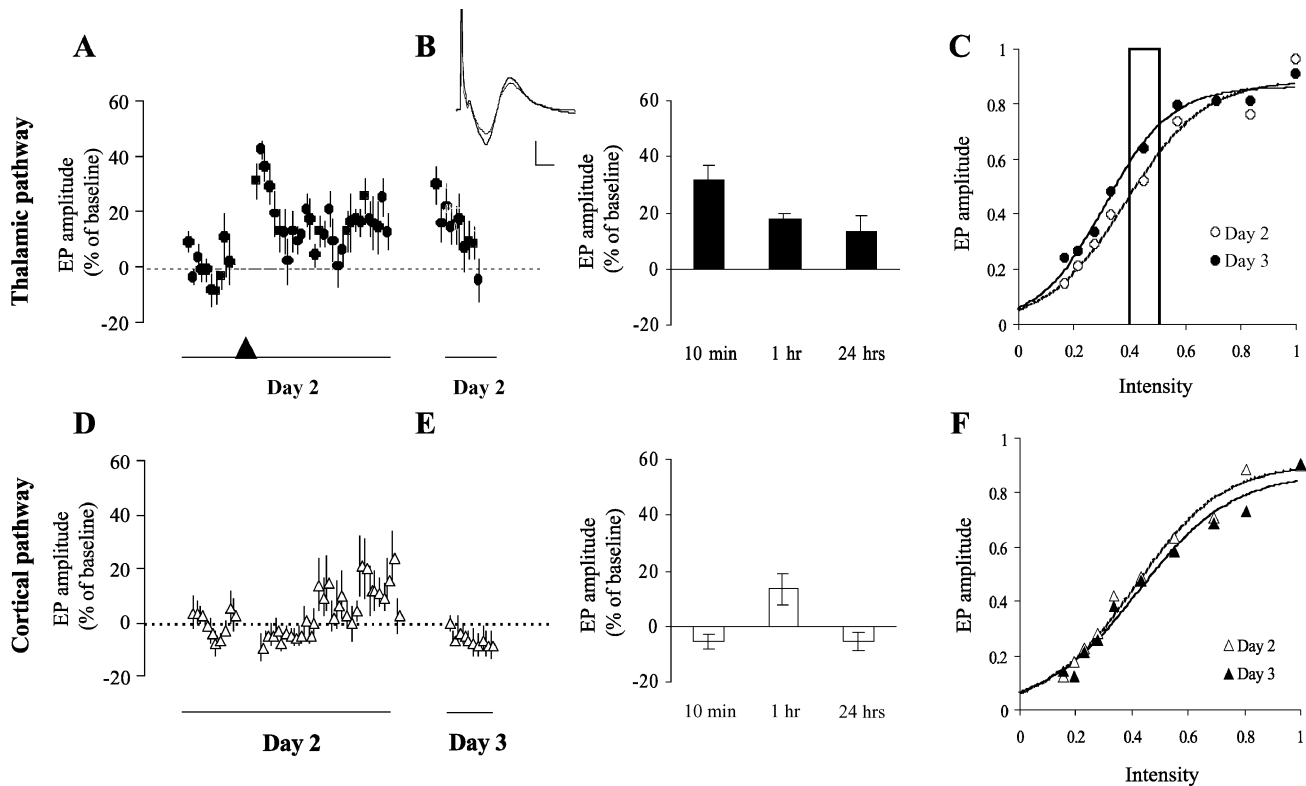 A
B
C
Thalamic pathway
EP amplitude
(% of baseline)
60
40
20
0
-20
Day 2
Day 2
EP amplitude
(% of baseline)
60
40
20
0
-20
10 min
1 hr
24 hrs
EP amplitude
1
0.8
0.6
0.4
0.2
0
Day 2
Day 3
0
0.2
0.4
0.6
0.8
1
Intensity
D
E
F
Cortical pathway
EP amplitude
(% of baseline)
60
40
20
0
-20
Day 2
Day 3
EP amplitude
(% of baseline)
60
40
20
0
-20
10 min
1 hr
24 hrs
EP amplitude
1
0.8
0.6
0.4
0.2
0
Day 2
Day 3
0
0.2
0.4
0.6
0.8
1
Intensity